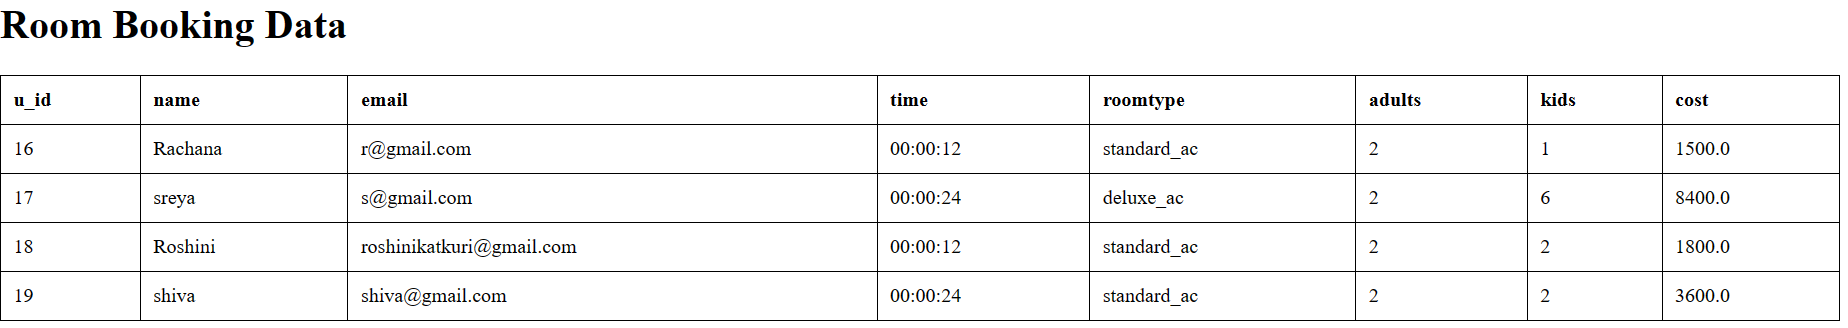 Room Booking Data
u_id name email time roomtype adults kids cost
16 Rachana r@gmail.com 00:00:12 standard_ac 2 1 1500.0
17 sreya s@gmail.com 00:00:24 deluxe_ac 2 6 8400.0
18 Roshini roshinikatkuri@gmail.com 00:00:12 standard_ac 2 2 1800.0
19 shiva shiva@gmail.com 00:00:24 standard_ac 2 2 3600.0